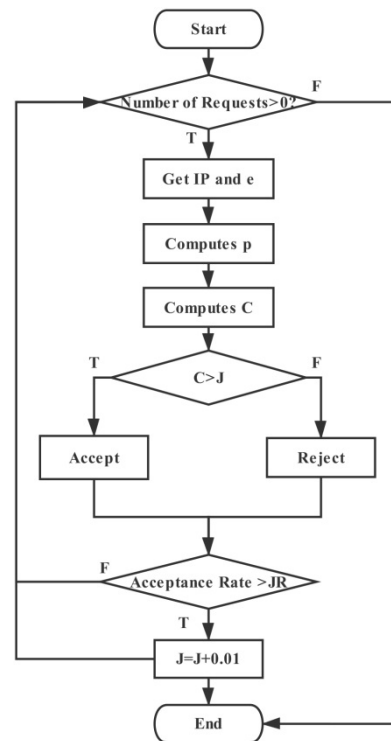 Start
Number of Requests>0?
F
T
Get IP and e
Computes p
Computes C
T
F
C>J
Accept
Reject
F
Acceptance Rate >JR
T
J=J+0.01
End